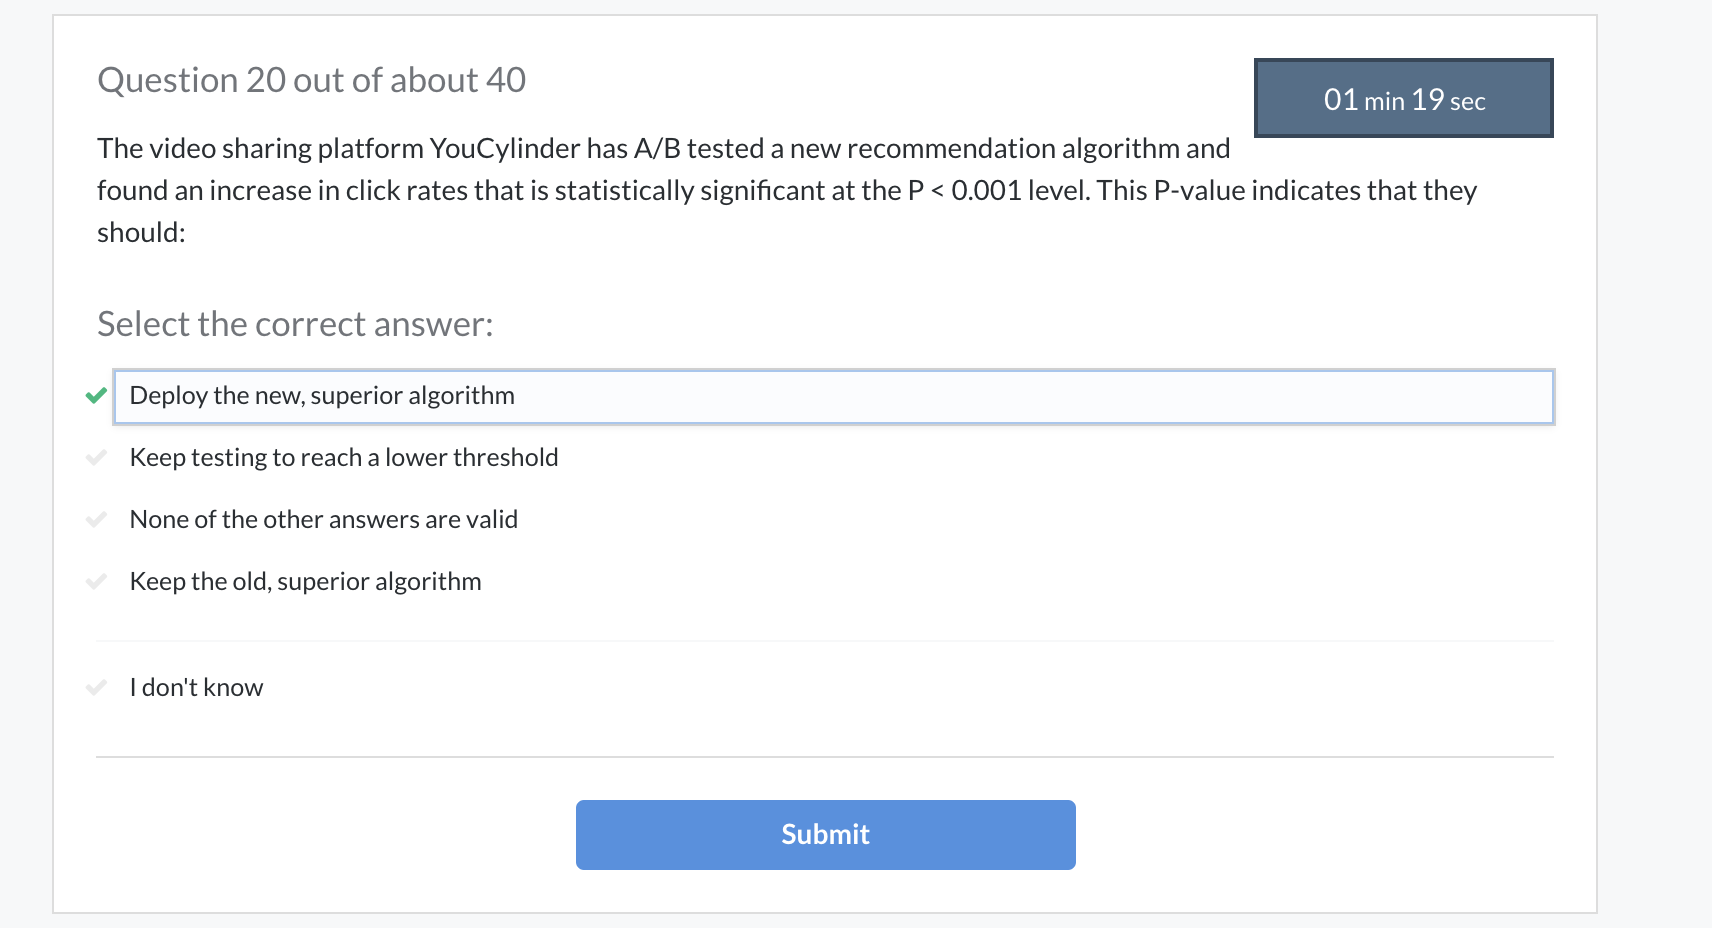 Question 20 out of about 40
01 min 19 sec
The video sharing platform YouCylinder has A/B tested a new recommendation algorithm and
found an increase in click rates that is statistically significant at the P < 0.001 level. This P-value indicates that they
should:
Select the correct answer:
Deploy the new, superior algorithm
Keep testing to reach a lower threshold
None of the other answers are valid
Keep the old, superior algorithm
I don't know
Submit